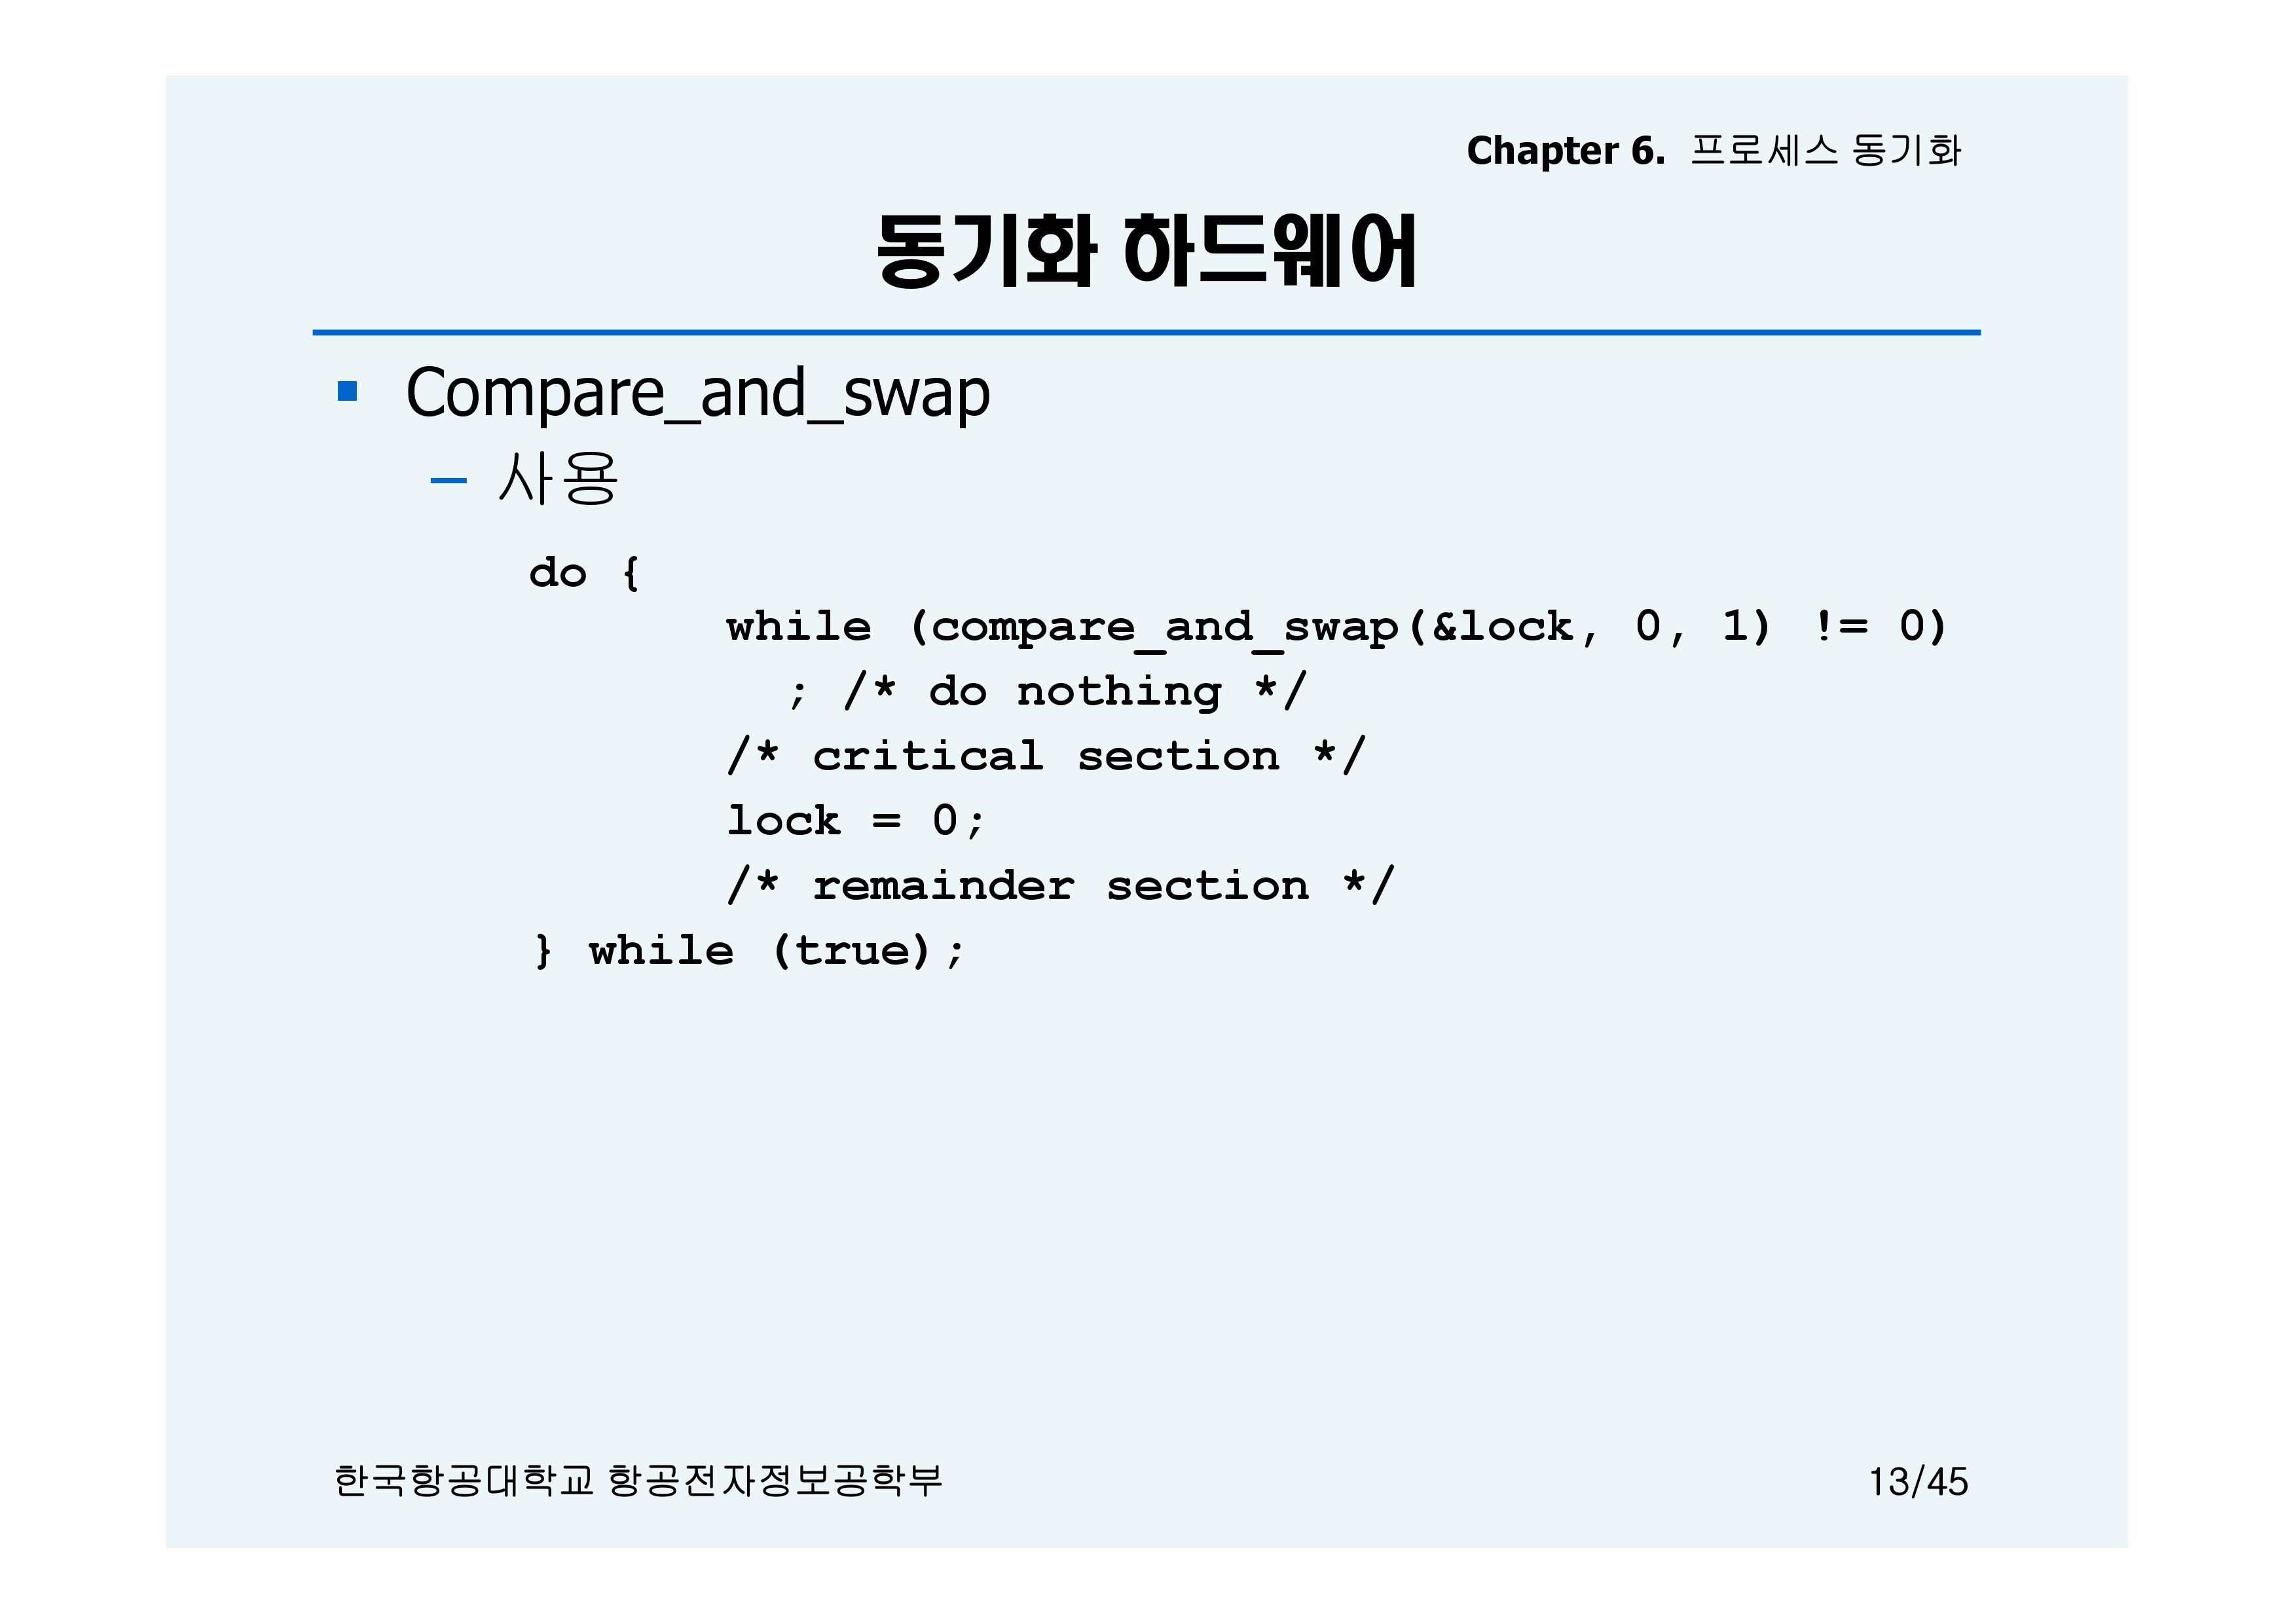 Chapter 6. 프로세스 동기화
동기화 하드웨어
Compare_and_swap
– 사용
do {
while (compare_and_swap(&lock, 0, 1) != 0)
; /* do nothing */
/* critical section */
lock = 0;
/* remainder section */
} while (true);
한국항공대학교 항공전자정보공학부
13/45